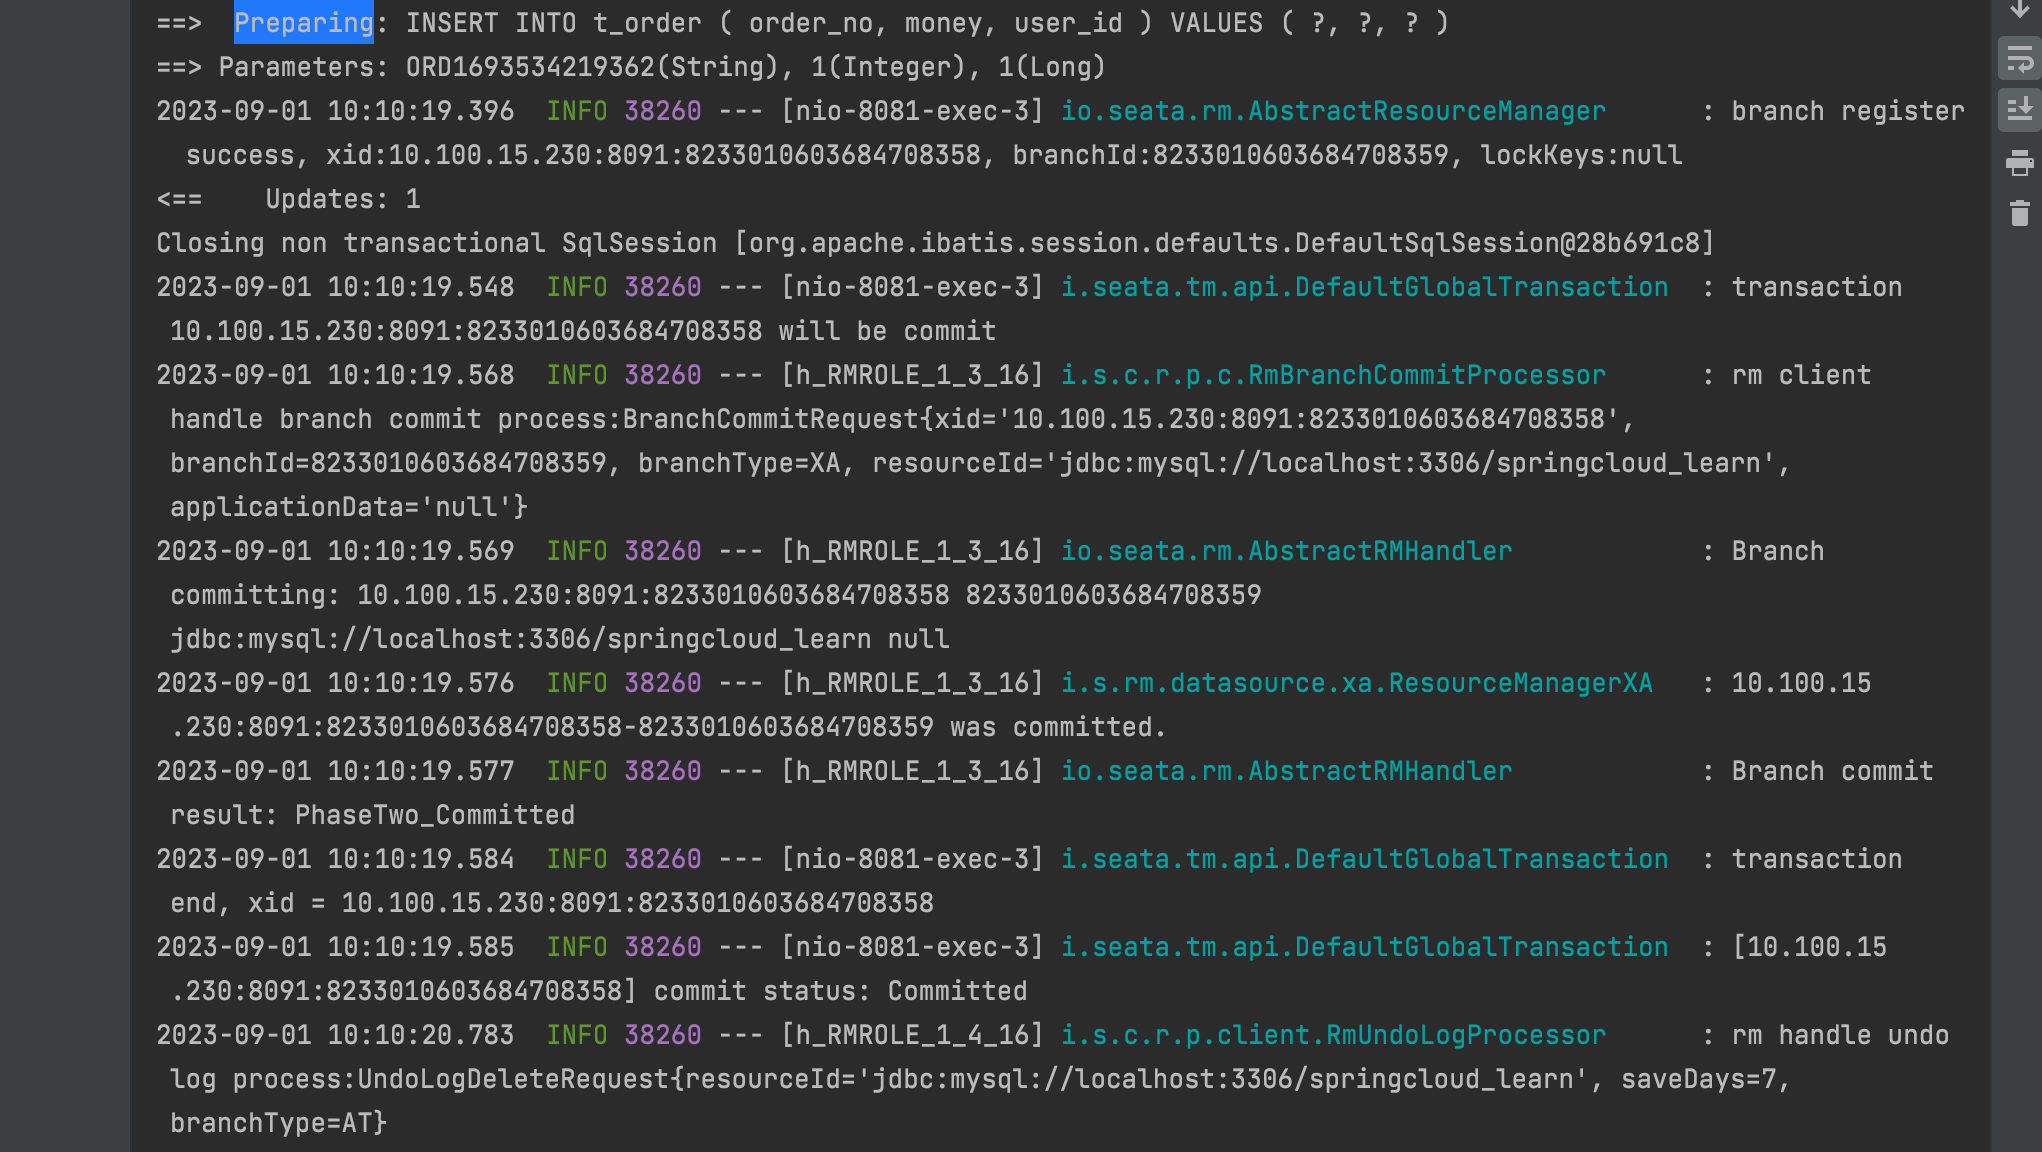 ==>  Preparing: INSERT INTO t_order ( order_no, money, user_id ) VALUES ( ?, ?, ? )
==> Parameters: ORD1693534219362(String), 1(Integer), 1(Long)
2023-09-01 10:10:19.396  INFO 38260 --- [nio-8081-exec-3] io.seata.rm.AbstractResourceManager      : branch register
success, xid:10.100.15.230:8091:8233010603684708358, branchId:8233010603684708359, lockKeys:null
<==    Updates: 1
Closing non transactional SqlSession [org.apache.ibatis.session.defaults.DefaultSqlSession@28b691c8]
2023-09-01 10:10:19.548  INFO 38260 --- [nio-8081-exec-3] i.seata.tm.api.DefaultGlobalTransaction  : transaction
10.100.15.230:8091:8233010603684708358 will be commit
2023-09-01 10:10:19.568  INFO 38260 --- [h_RMROLE_1_3_16] i.s.c.r.p.c.RmBranchCommitProcessor      : rm client
handle branch commit process:BranchCommitRequest{xid='10.100.15.230:8091:8233010603684708358',
branchId=8233010603684708359, branchType=XA, resourceId='jdbc:mysql://localhost:3306/springcloud_learn',
applicationData='null'}
2023-09-01 10:10:19.569  INFO 38260 --- [h_RMROLE_1_3_16] io.seata.rm.AbstractRMHandler            : Branch
committing: 10.100.15.230:8091:8233010603684708358 8233010603684708359
jdbc:mysql://localhost:3306/springcloud_learn null
2023-09-01 10:10:19.576  INFO 38260 --- [h_RMROLE_1_3_16] i.s.rm.datasource.xa.ResourceManagerXA   : 10.100.15
.230:8091:8233010603684708358-8233010603684708359 was committed.
2023-09-01 10:10:19.577  INFO 38260 --- [h_RMROLE_1_3_16] io.seata.rm.AbstractRMHandler            : Branch commit
result: PhaseTwo_Committed
2023-09-01 10:10:19.584  INFO 38260 --- [nio-8081-exec-3] i.seata.tm.api.DefaultGlobalTransaction  : transaction
end, xid = 10.100.15.230:8091:8233010603684708358
2023-09-01 10:10:19.585  INFO 38260 --- [nio-8081-exec-3] i.seata.tm.api.DefaultGlobalTransaction  : [10.100.15
.230:8091:8233010603684708358] commit status: Committed
2023-09-01 10:10:20.783  INFO 38260 --- [h_RMROLE_1_4_16] i.s.c.r.p.client.RmUndoLogProcessor      : rm handle undo
log process:UndoLogDeleteRequest{resourceId='jdbc:mysql://localhost:3306/springcloud_learn', saveDays=7,
branchType=AT}